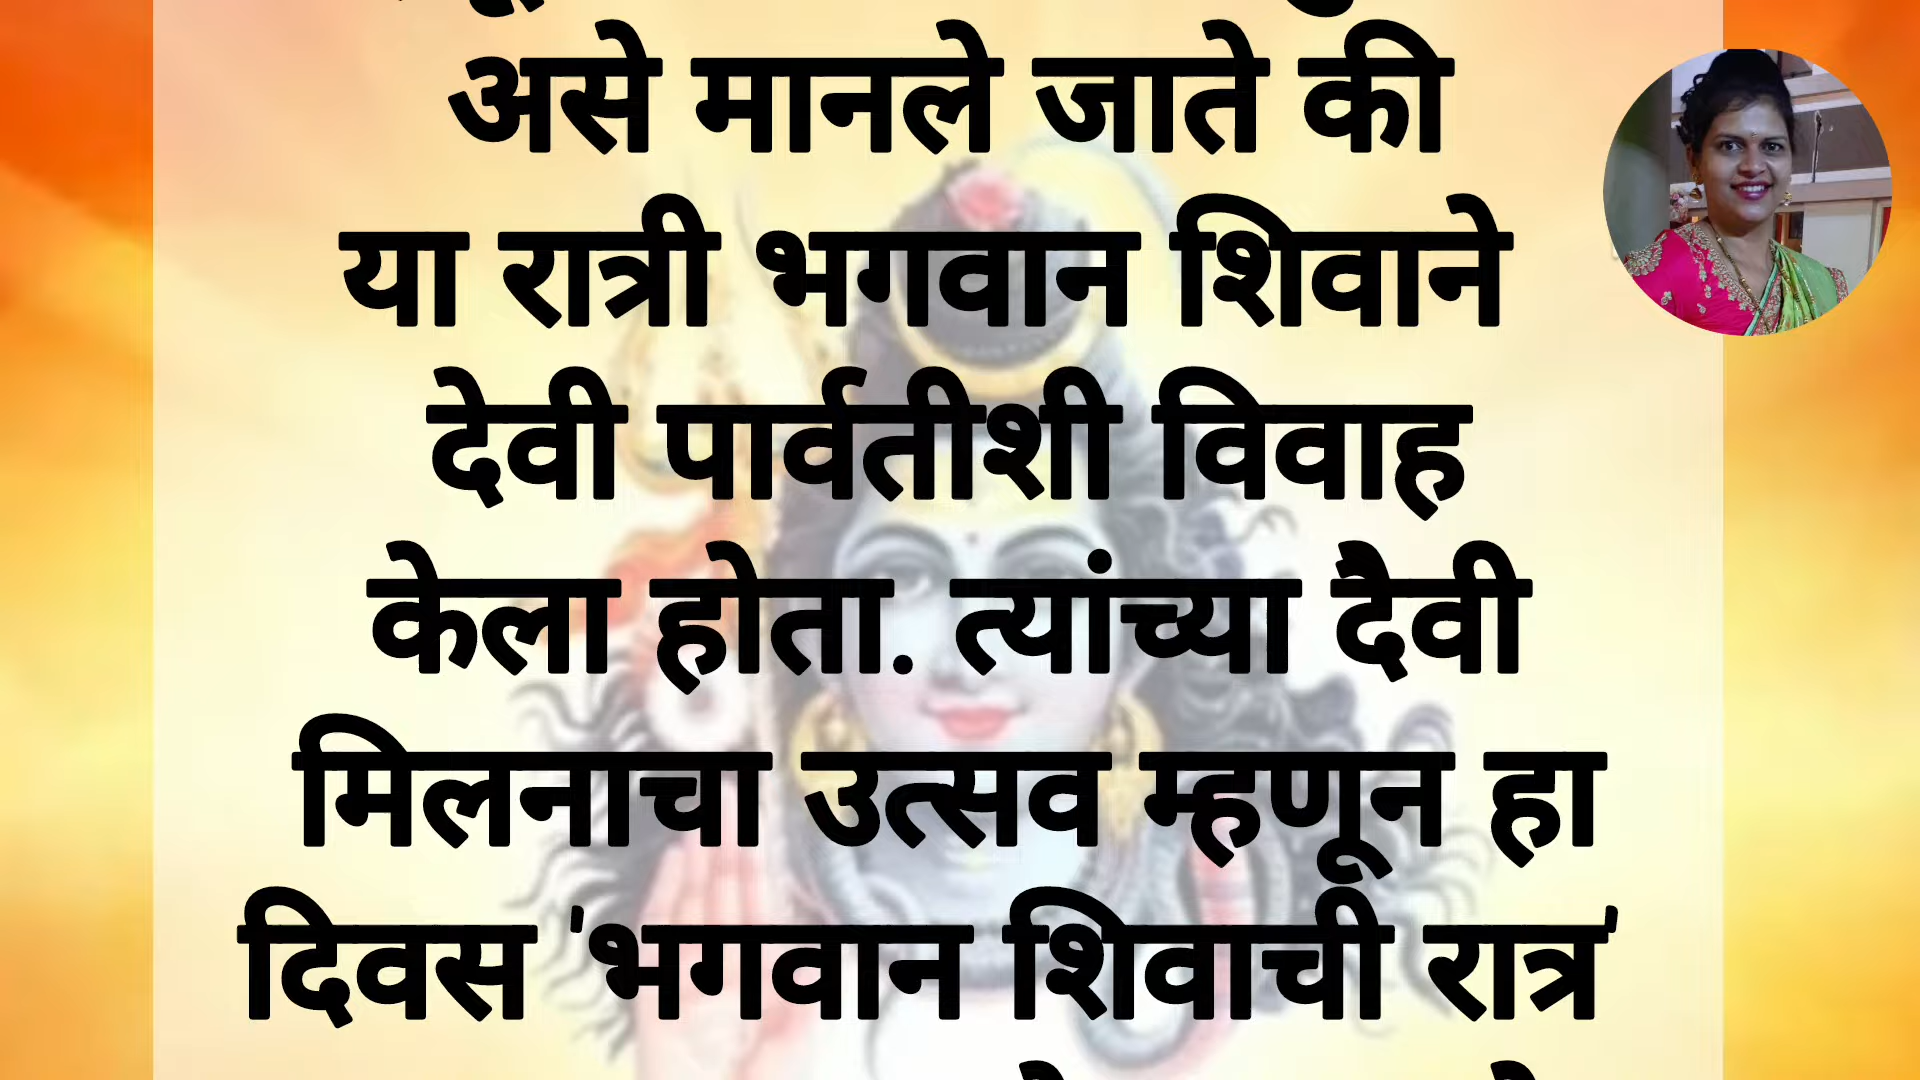 असे मानले जाते की
या रात्री भगवान शिवाने
देवी पार्वतीशी विवाह
केला होता. त्यांच्या दैवी
मिलनाचा उत्सव म्हणून हा
दिवस 'भगवान शिवाची रात्र'